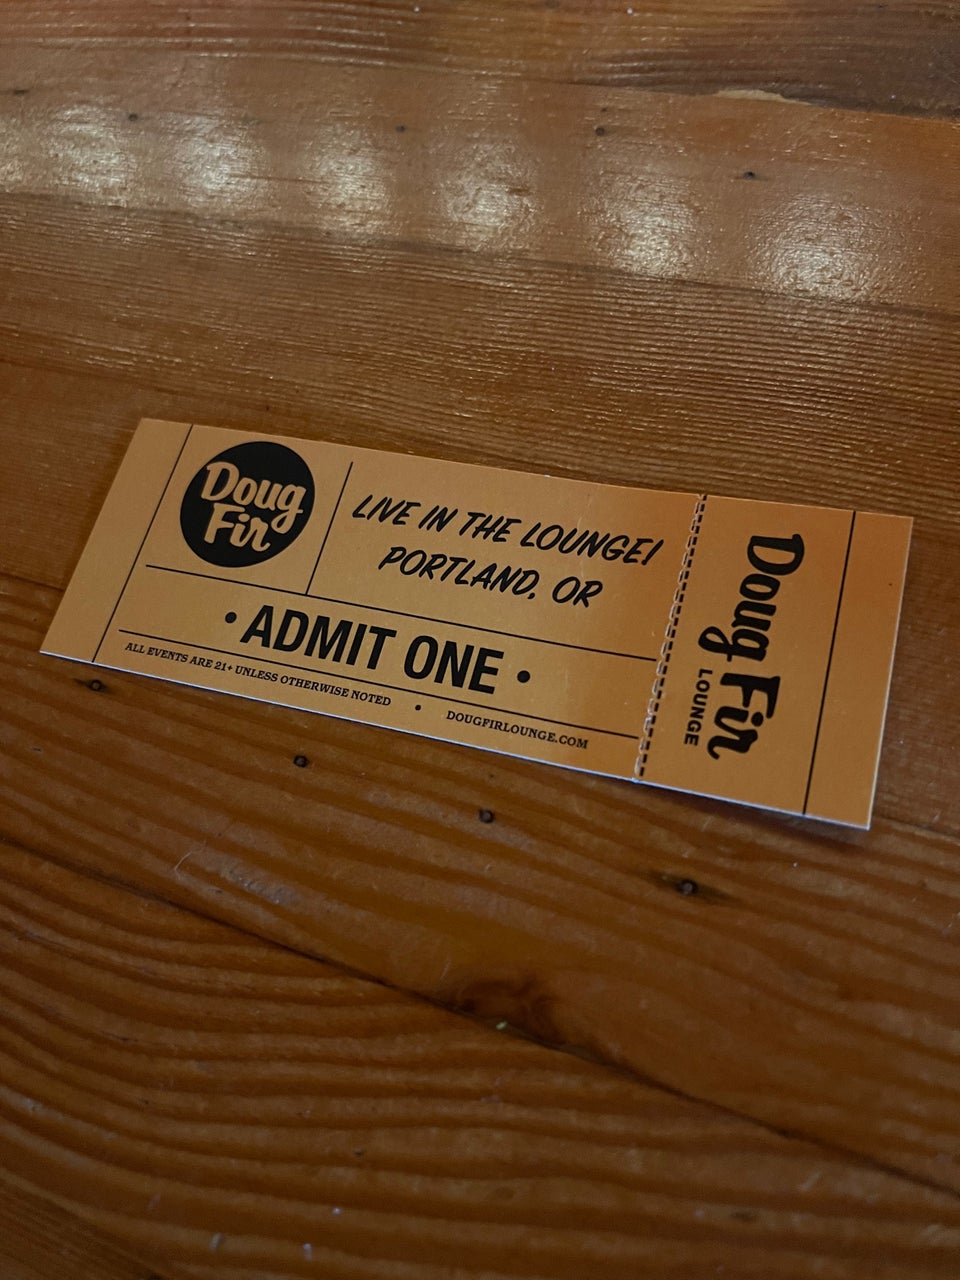 Doug
Fir
LIVE IN THE LOUNGE!
PORTLAND, OR
• ADMIT ONE •
ALL EVENTS ARE 21+ UNLESS OTHERWISE NOTED • DOUGFIRLOUNGE.COM
Doug Fir
LOUNGE